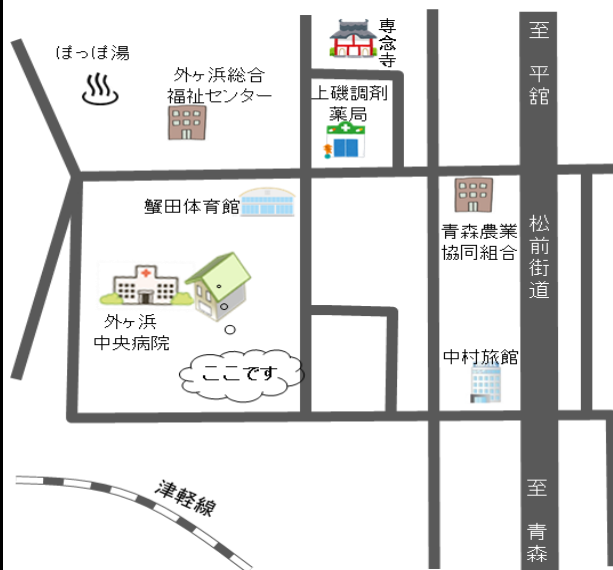 専念寺
至 平舘
ぽっぽ湯
外ヶ浜総合
福祉センター
上磯調剤
薬局
蟹田体育館
青森農業
協同組合
松前街道
外ヶ浜
中央病院
ここです
中村旅館
津軽線
至 青森